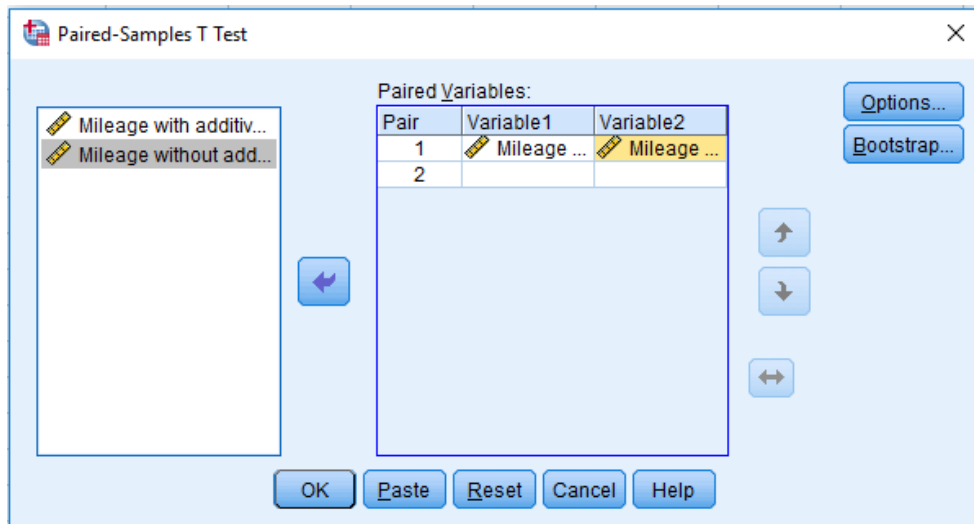 Paired-Samples T Test
Paired Variables:
Mileage with additiv...
Mileage without add...
Pair Variable1 Variable2
1 Mileage ... Mileage ...
2
Options...
Bootstrap...
OK Paste Reset Cancel Help